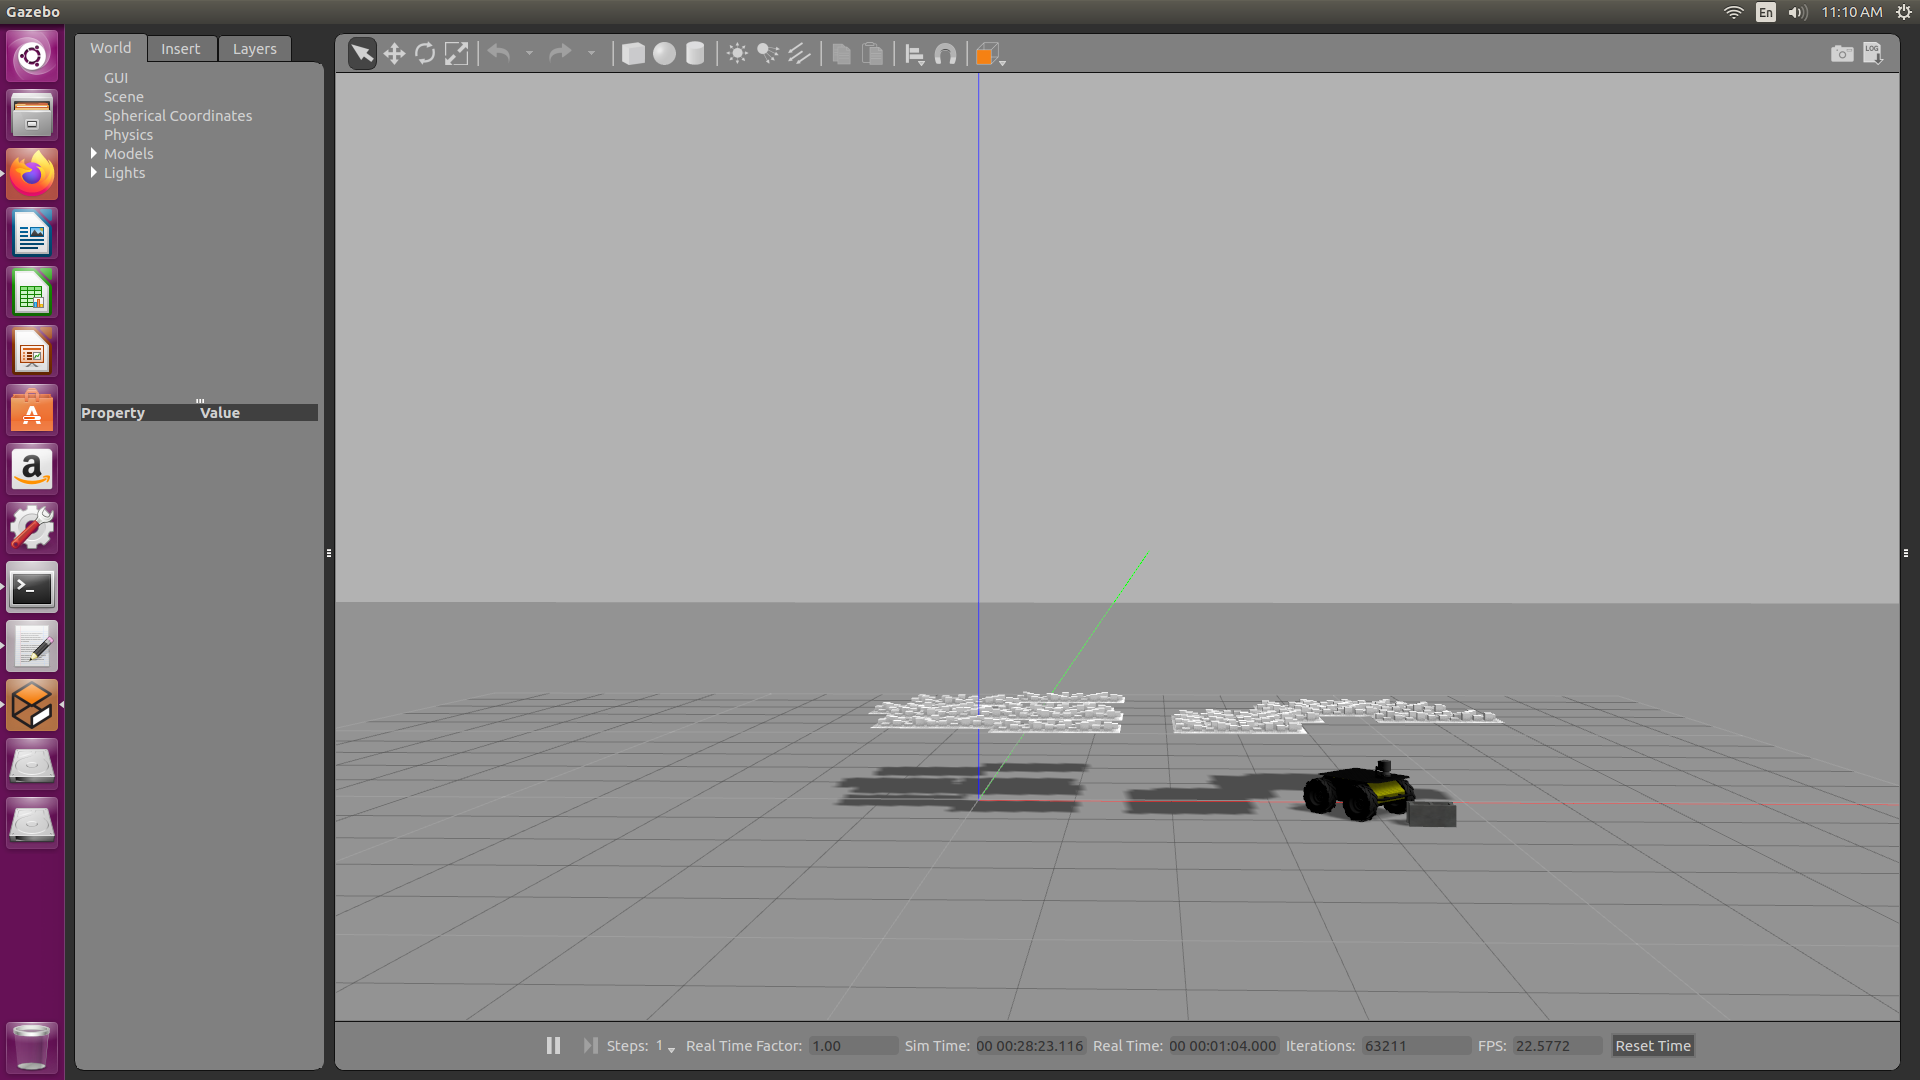 Gazebo
En
11:10 AM
World Insert Layers
LOG
GUI
Scene
Spherical Coordinates
Physics
Models
Lights
Property Value
A
a
>_
Steps: 1 Real Time Factor: 1.00 Sim Time: 00 00:28:23.116 Real Time: 00 00:01:04.000 Iterations: 63211 FPS: 22.5772 Reset Time